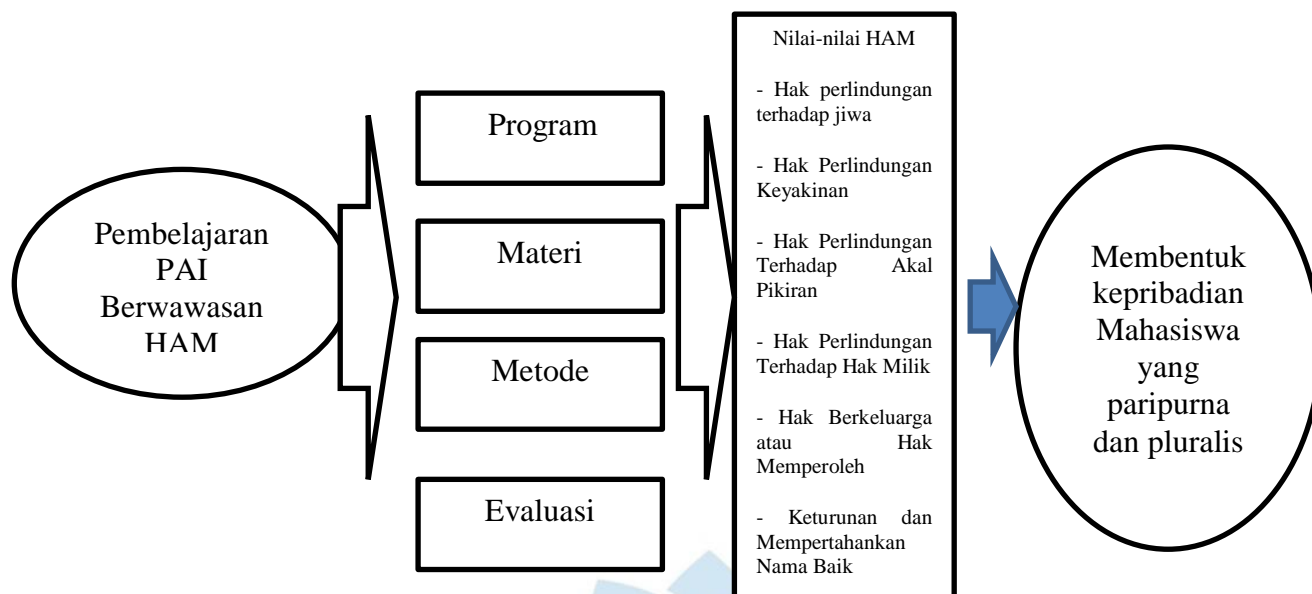 Pembelajaran
PAI
Berwawasan
HAM
Program
Materi
Metode
Evaluasi
Nilai-nilai HAM
- Hak perlindungan
terhadap jiwa
- Hak Perlindungan
Keyakinan
- Hak Perlindungan
Terhadap Akal
Pikiran
- Hak Perlindungan
Terhadap Hak Milik
- Hak Berkeluarga
atau Hak
Memperoleh
- Keturunan dan
Mempertahankan
Nama Baik
Membentuk
kepribadian
Mahasiswa
yang
paripurna
dan pluralis